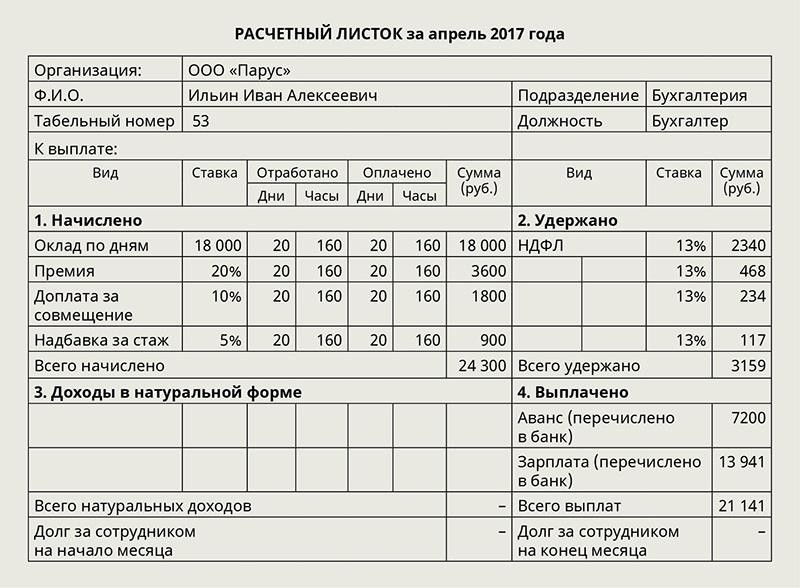 РАСЧЕТНЫЙ ЛИСТОК за апрель 2017 года
Организация: ООО «Парус»
Ф.И.О. Ильин Иван Алексеевич Подразделение Бухгалтерия
Табельный номер 53 Должность Бухгалтер
К выплате:
Вид Ставка Отработано Оплачено Сумма (руб.) Вид Ставка Сумма (руб.)
Дни Часы Дни Часы
1. Начислено 2. Удержано
Оклад по дням 18 000 20 160 20 160 18 000 НДФЛ 13% 2340
Премия 20% 20 160 20 160 3600 13% 468
Доплата за 10% 20 160 20 160 1800 13% 234
совмещение
Надбавка за стаж 5% 20 160 20 160 900 13% 117
Всего начислено 24 300 Всего удержано 3159
3. Доходы в натуральной форме 4. Выплачено
Аванс (перечислено 7200
в банк)
Зарплата (перечислено 13 941
в банк)
Всего натуральных доходов – Всего выплат 21 141
Долг за сотрудником – Долг за сотрудником –
на начало месяца на конец месяца